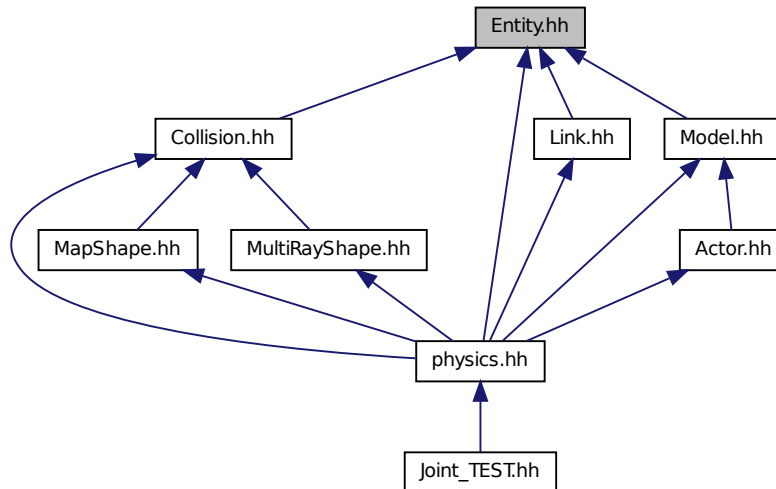 Entity.hh
Collision.hh
Link.hh
Model.hh
MapShape.hh
MultiRayShape.hh
Actor.hh
physics.hh
Joint_TEST.hh